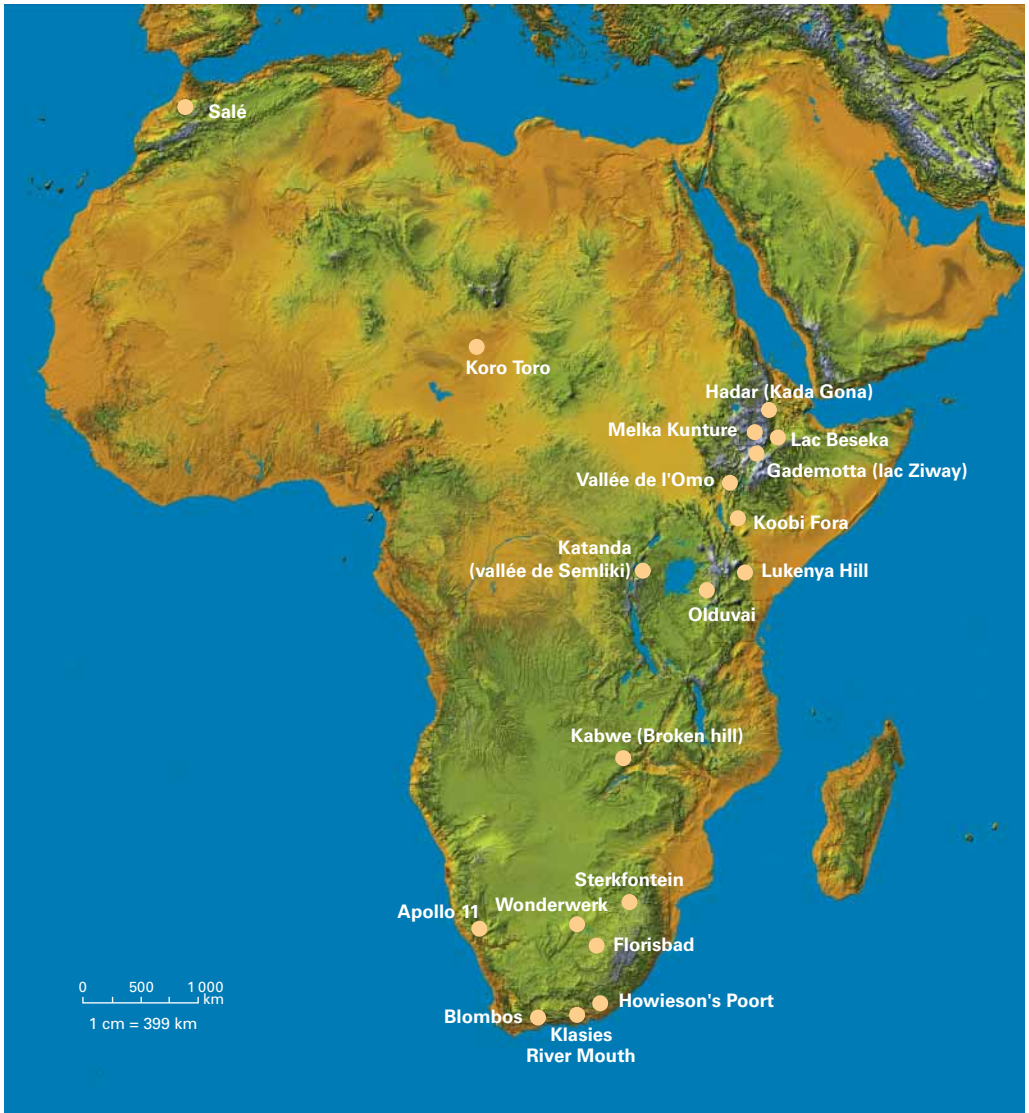 Salé
Koro Toro
Hadar (Kada Gona)
Melka Kunture
Lac Beseka
Gademotta (lac Ziway)
Vallée de l'Omo
Koobi Fora
Katanda
(vallée de Semliki)
Lukenya Hill
Olduvai
Kabwe (Broken hill)
Sterkfontein
Wonderwerk
Apollo 11
Florisbad
0 500 1 000
km
1 cm = 399 km
Howieson's Poort
Blombos
Klasies
River Mouth